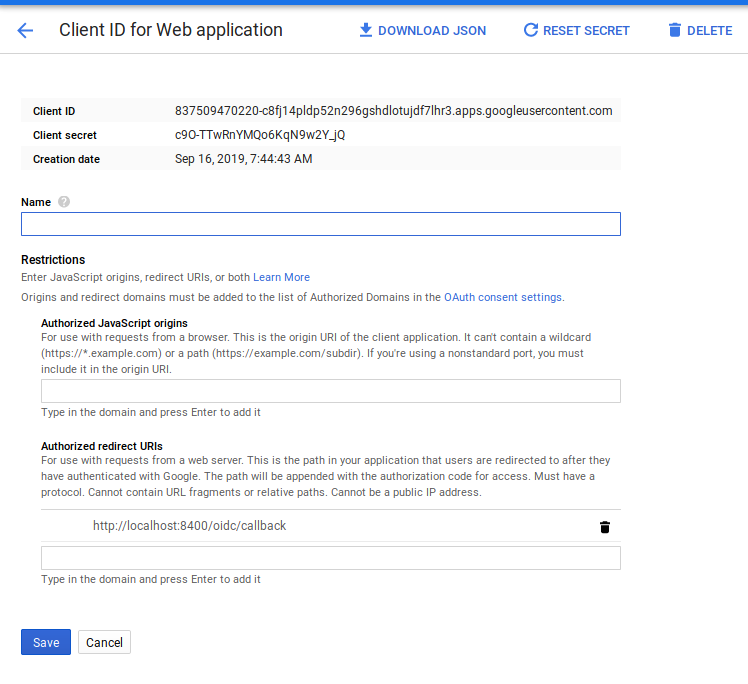 Client ID for Web application DOWNLOAD JSON RESET SECRET DELETE
Client ID 837509470220-c8fj14pldp52n296gshdlotujdf7lhr3.apps.googleusercontent.com
Client secret c9O-TTwRnYMQo6KqN9w2Y_jQ
Creation date Sep 16, 2019, 7:44:43 AM
Name ?
Restrictions
Enter JavaScript origins, redirect URIs, or both Learn More
Origins and redirect domains must be added to the list of Authorized Domains in the OAuth consent settings.
Authorized JavaScript origins
For use with requests from a browser. This is the origin URI of the client application. It can't contain a wildcard
(https://*.example.com) or a path (https://example.com/subdir). If you're using a nonstandard port, you must
include it in the origin URI.
Type in the domain and press Enter to add it
Authorized redirect URIs
For use with requests from a web server. This is the path in your application that users are redirected to after they
have authenticated with Google. The path will be appended with the authorization code for access. Must have a
protocol. Cannot contain URL fragments or relative paths. Cannot be a public IP address.
http://localhost:8400/oidc/callback
Type in the domain and press Enter to add it
Save Cancel